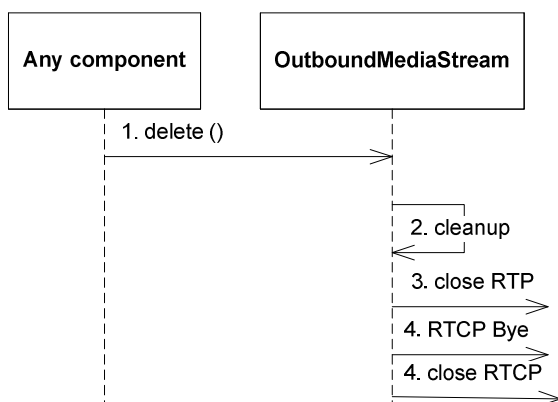 Any component
OutboundMediaStream
1. delete ()
2. cleanup
3. close RTP
4. RTCP Bye
4. close RTCP